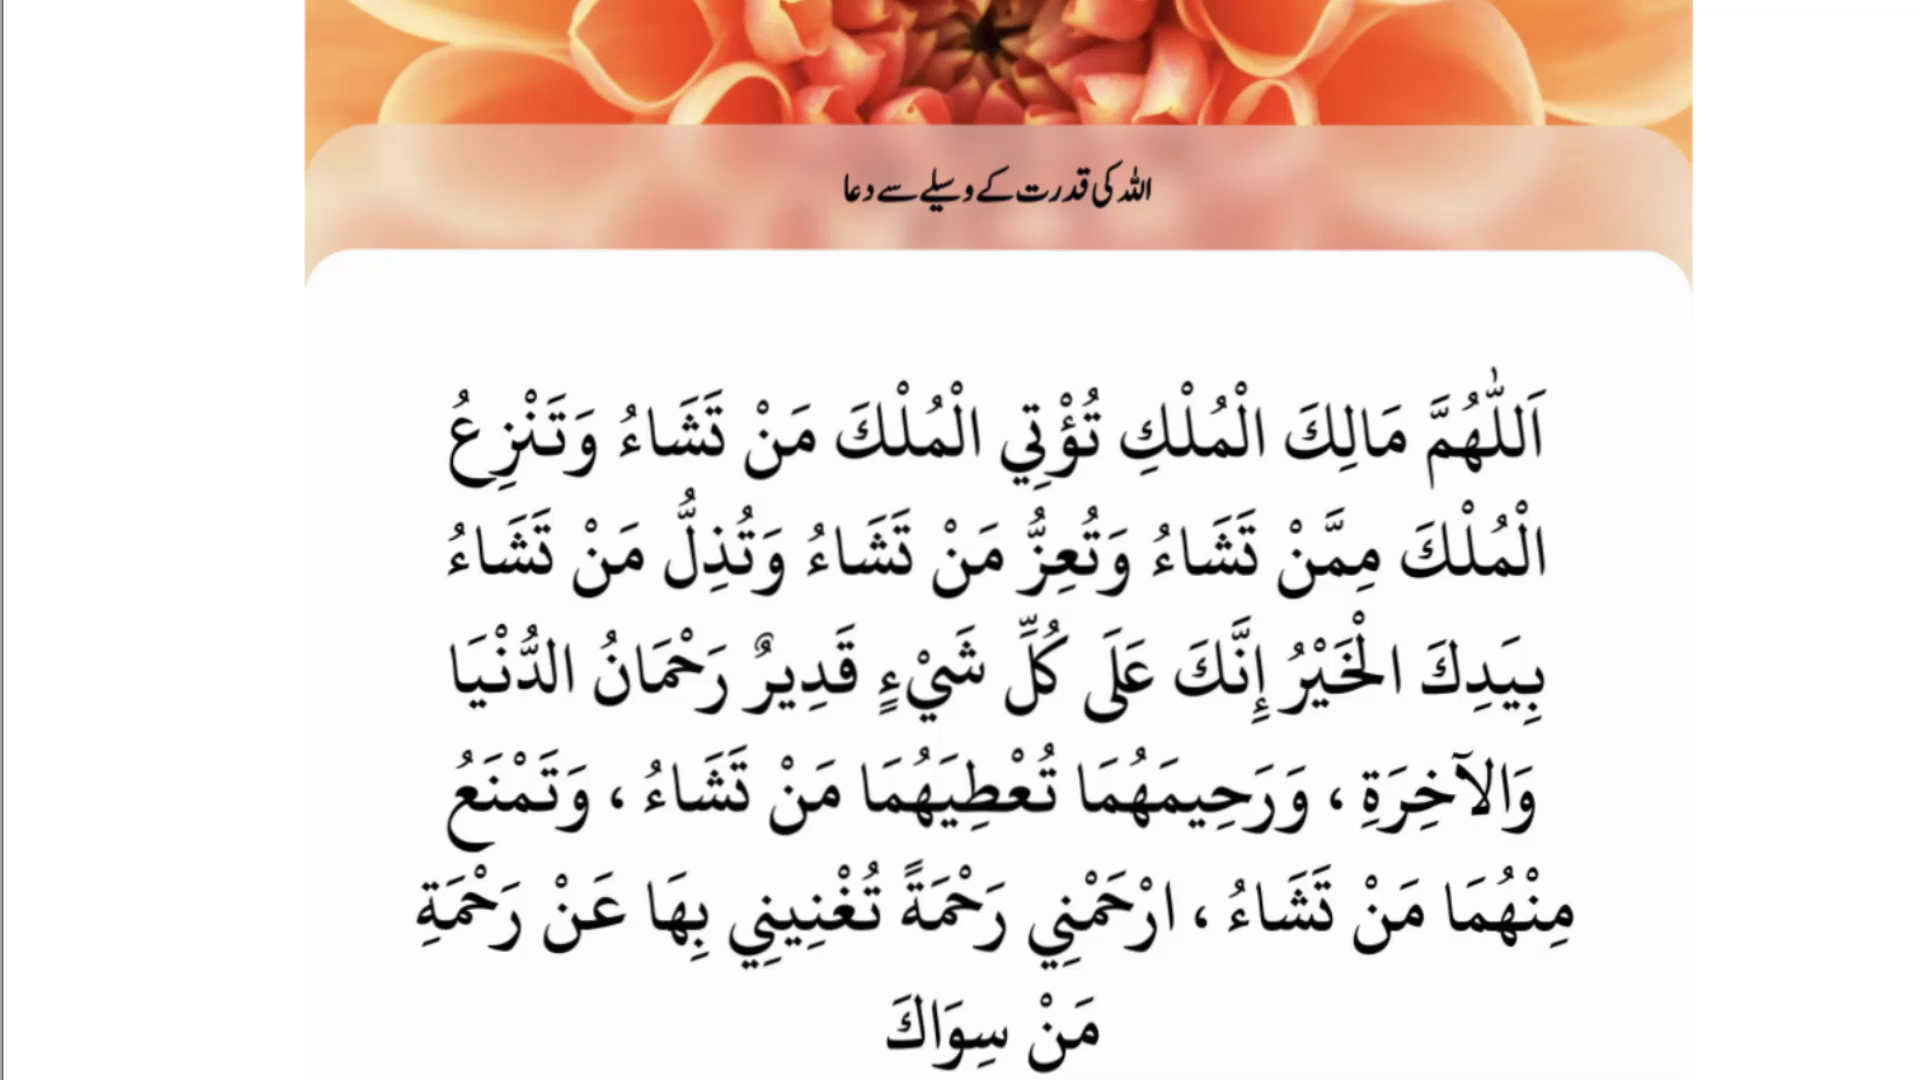 اللہ کی قدرت کے وسیلے سے دعا
اَللّٰهُمَّ مَالِكَ الْمُلْكِ تُؤْتِي الْمُلْكَ مَنْ تَشَاءُ وَتَنْزِعُ
الْمُلْكَ مِمَّنْ تَشَاءُ وَتُعِزُّ مَنْ تَشَاءُ وَتُذِلُّ مَنْ تَشَاءُ
بِيَدِكَ الْخَيْرُ إِنَّكَ عَلَى كُلِّ شَيْءٍ قَدِيرٌ رَحْمَانُ الدُّنْيَا
وَالآخِرَةِ ، وَرَحِيمَهُمَا تُعْطِيَهُمَا مَنْ تَشَاءُ ، وَتَمْنَعُ
مِنْهُمَا مَنْ تَشَاءُ ، ارْحَمْنِي رَحْمَةً تُغْنِينِي بِهَا عَنْ رَحْمَةِ
مَنْ سِوَاكَ